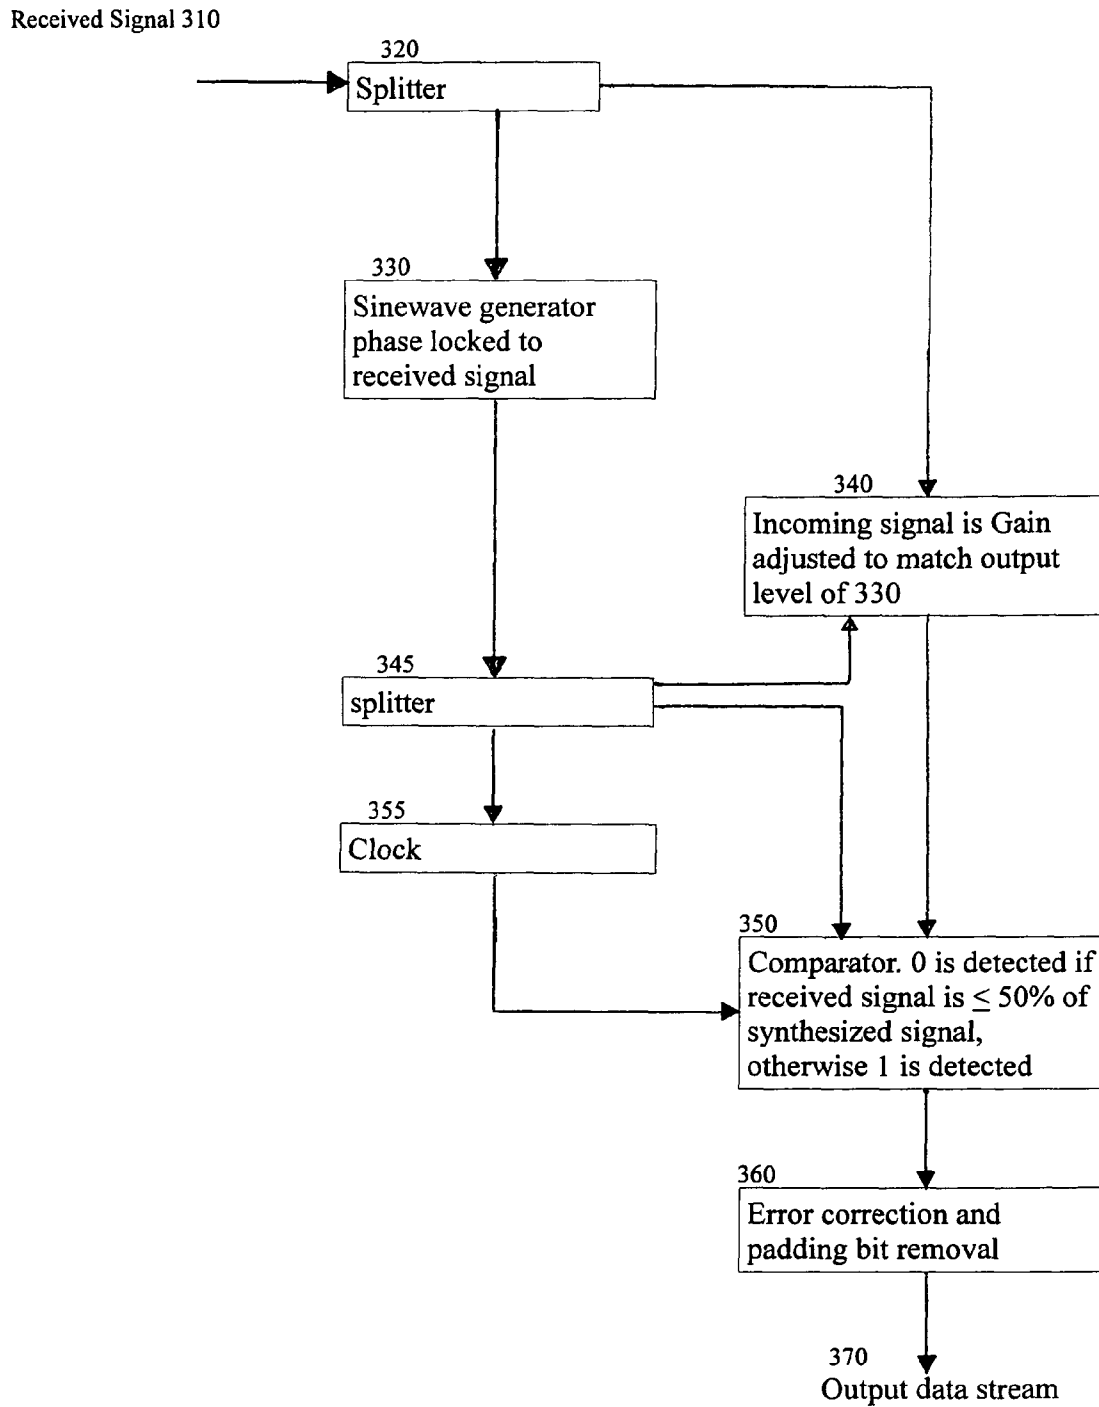 Received Signal 310
320
Splitter
330
Sinewave generator
phase locked to
received signal
340
Incoming signal is Gain
adjusted to match output
level of 330
345
splitter
355
Clock
350
Comparator. 0 is detected if
received signal is ≤ 50% of
synthesized signal,
otherwise 1 is detected
360
Error correction and
padding bit removal
370
Output data stream